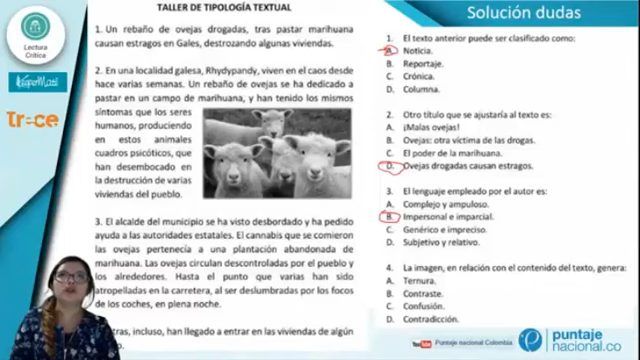 Lectura
Crítica
Tr ce
TALLER DE TIPOLOGÍA TEXTUAL
1. Un rebaño de ovejas drogadas, tras pastar marihuana
causan estragos en Gales, destrozando algunas viviendas.
2. En una localidad galesa, Rhydypandy, viven en el caos desde
hace varias semanas. Un rebaño de ovejas se ha dedicado a
pastar en un campo de marihuana, y han tenido los mismos
síntomas que los seres
humanos, produciendo
en estos animales
cuadros psicóticos, que
han desembocado en
la destrucción de varias
viviendas del pueblo.
3. El alcalde del municipio se ha visto desbordado y ha pedido
ayuda a las autoridades estatales. El cannabis que se comieron
las ovejas pertenecía a una plantación abandonada de
marihuana. Las ovejas circulan descontroladas por el pueblo y
los alrededores. Hasta el punto que varias han sido
atropelladas en la carretera, al ser deslumbradas por los focos
de los coches, en plena noche.
tras, incluso, han llegado a entrar en las viviendas de algún
Solución dudas
1. El texto anterior puede ser clasificado como:
A. Noticia.
B. Reportaje.
C. Crónica.
D. Columna.
2. Otro título que se ajustaría al texto es:
A. ¡Malas ovejas!
B. Ovejas: otra víctima de las drogas.
C. El poder de la marihuana.
D. Ovejas drogadas causan estragos.
3. El lenguaje empleado por el autor es:
A. Complejo y ampuloso.
B. Impersonal e imparcial.
C. Genérico e impreciso.
D. Subjetivo y relativo.
4. La imagen, en relación con el contenido del texto, genera:
A. Ternura.
B. Contraste.
C. Confusión.
D. Contradicción.
YouTube Puntaje nacional Colombia
puntaje
nacional.co